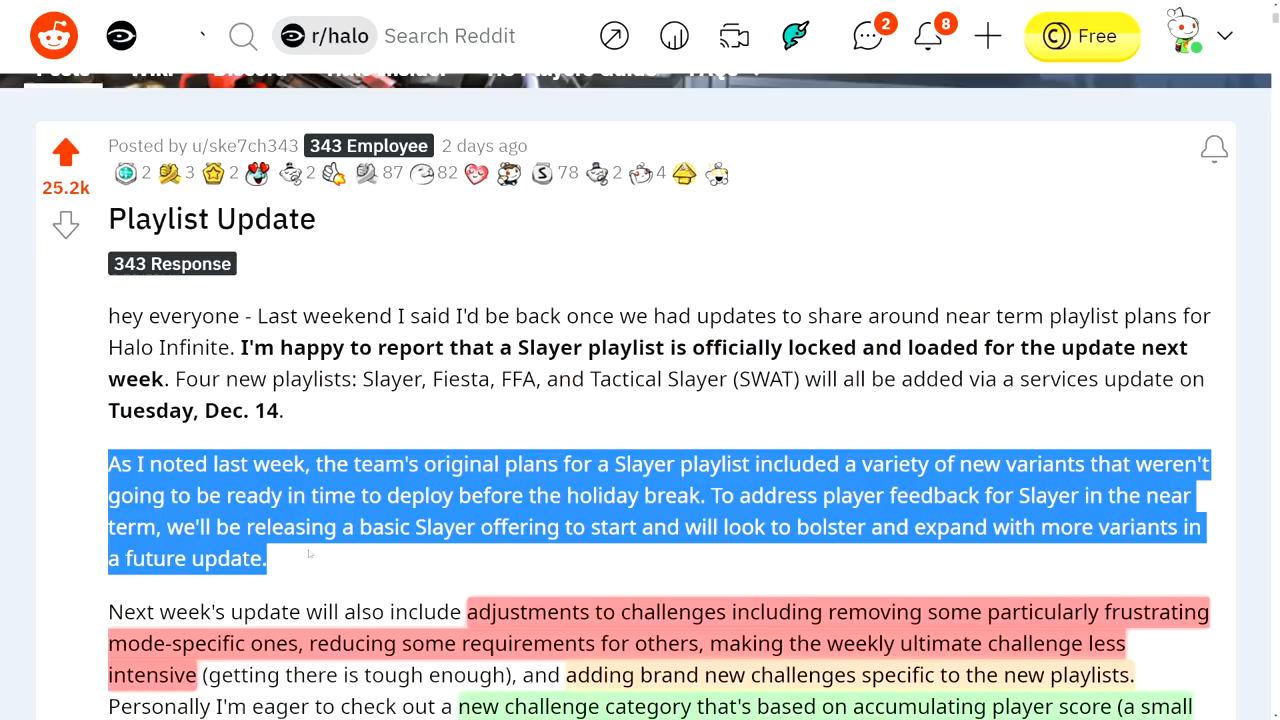 r/halo Search Reddit 2 8 Free
Posts Wiki Discord
Posted by u/ske7ch343 343 Employee 2 days ago
2 3 2 2 87 82 S 78 2 4
25.2k
Playlist Update
343 Response
hey everyone - Last weekend I said I'd be back once we had updates to share around near term playlist plans for
Halo Infinite. I'm happy to report that a Slayer playlist is officially locked and loaded for the update next
week. Four new playlists: Slayer, Fiesta, FFA, and Tactical Slayer (SWAT) will all be added via a services update on
Tuesday, Dec. 14.
As I noted last week, the team's original plans for a Slayer playlist included a variety of new variants that weren't
going to be ready in time to deploy before the holiday break. To address player feedback for Slayer in the near
term, we'll be releasing a basic Slayer offering to start and will look to bolster and expand with more variants in
a future update.
Next week's update will also include adjustments to challenges including removing some particularly frustrating
mode-specific ones, reducing some requirements for others, making the weekly ultimate challenge less
intensive (getting there is tough enough), and adding brand new challenges specific to the new playlists.
Personally I'm eager to check out a new challenge category that's based on accumulating player score (a small